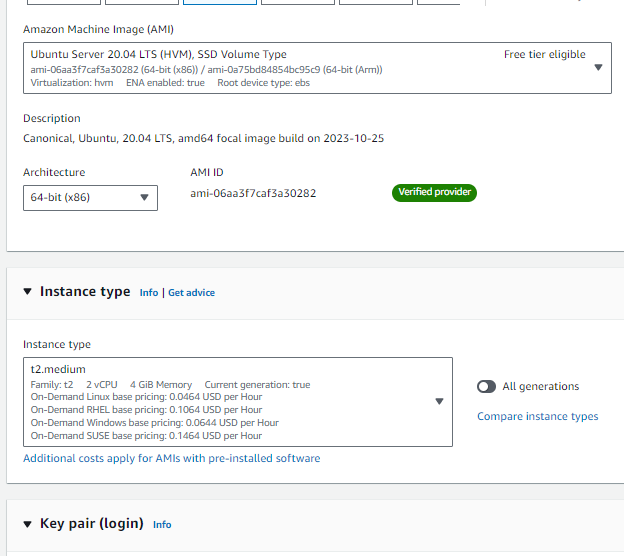 Amazon Machine Image (AMI)
Ubuntu Server 20.04 LTS (HVM), SSD Volume Type
Free tier eligible
ami-06aa3f7caf3a30282 (64-bit (x86)) / ami-0a75bd84854bc95c9 (64-bit (Arm))
Virtualization: hvm ENA enabled: true Root device type: ebs
Description
Canonical, Ubuntu, 20.04 LTS, amd64 focal image build on 2023-10-25
Architecture
AMI ID
64-bit (x86)
ami-06aa3f7caf3a30282
Verified provider
Instance type Info | Get advice
Instance type
t2.medium
Family: t2 2 vCPU 4 GiB Memory Current generation: true
On-Demand Linux base pricing: 0.0464 USD per Hour
On-Demand RHEL base pricing: 0.1064 USD per Hour
On-Demand Windows base pricing: 0.0644 USD per Hour
On-Demand SUSE base pricing: 0.1464 USD per Hour
All generations
Compare instance types
Additional costs apply for AMIs with pre-installed software
Key pair (login) Info